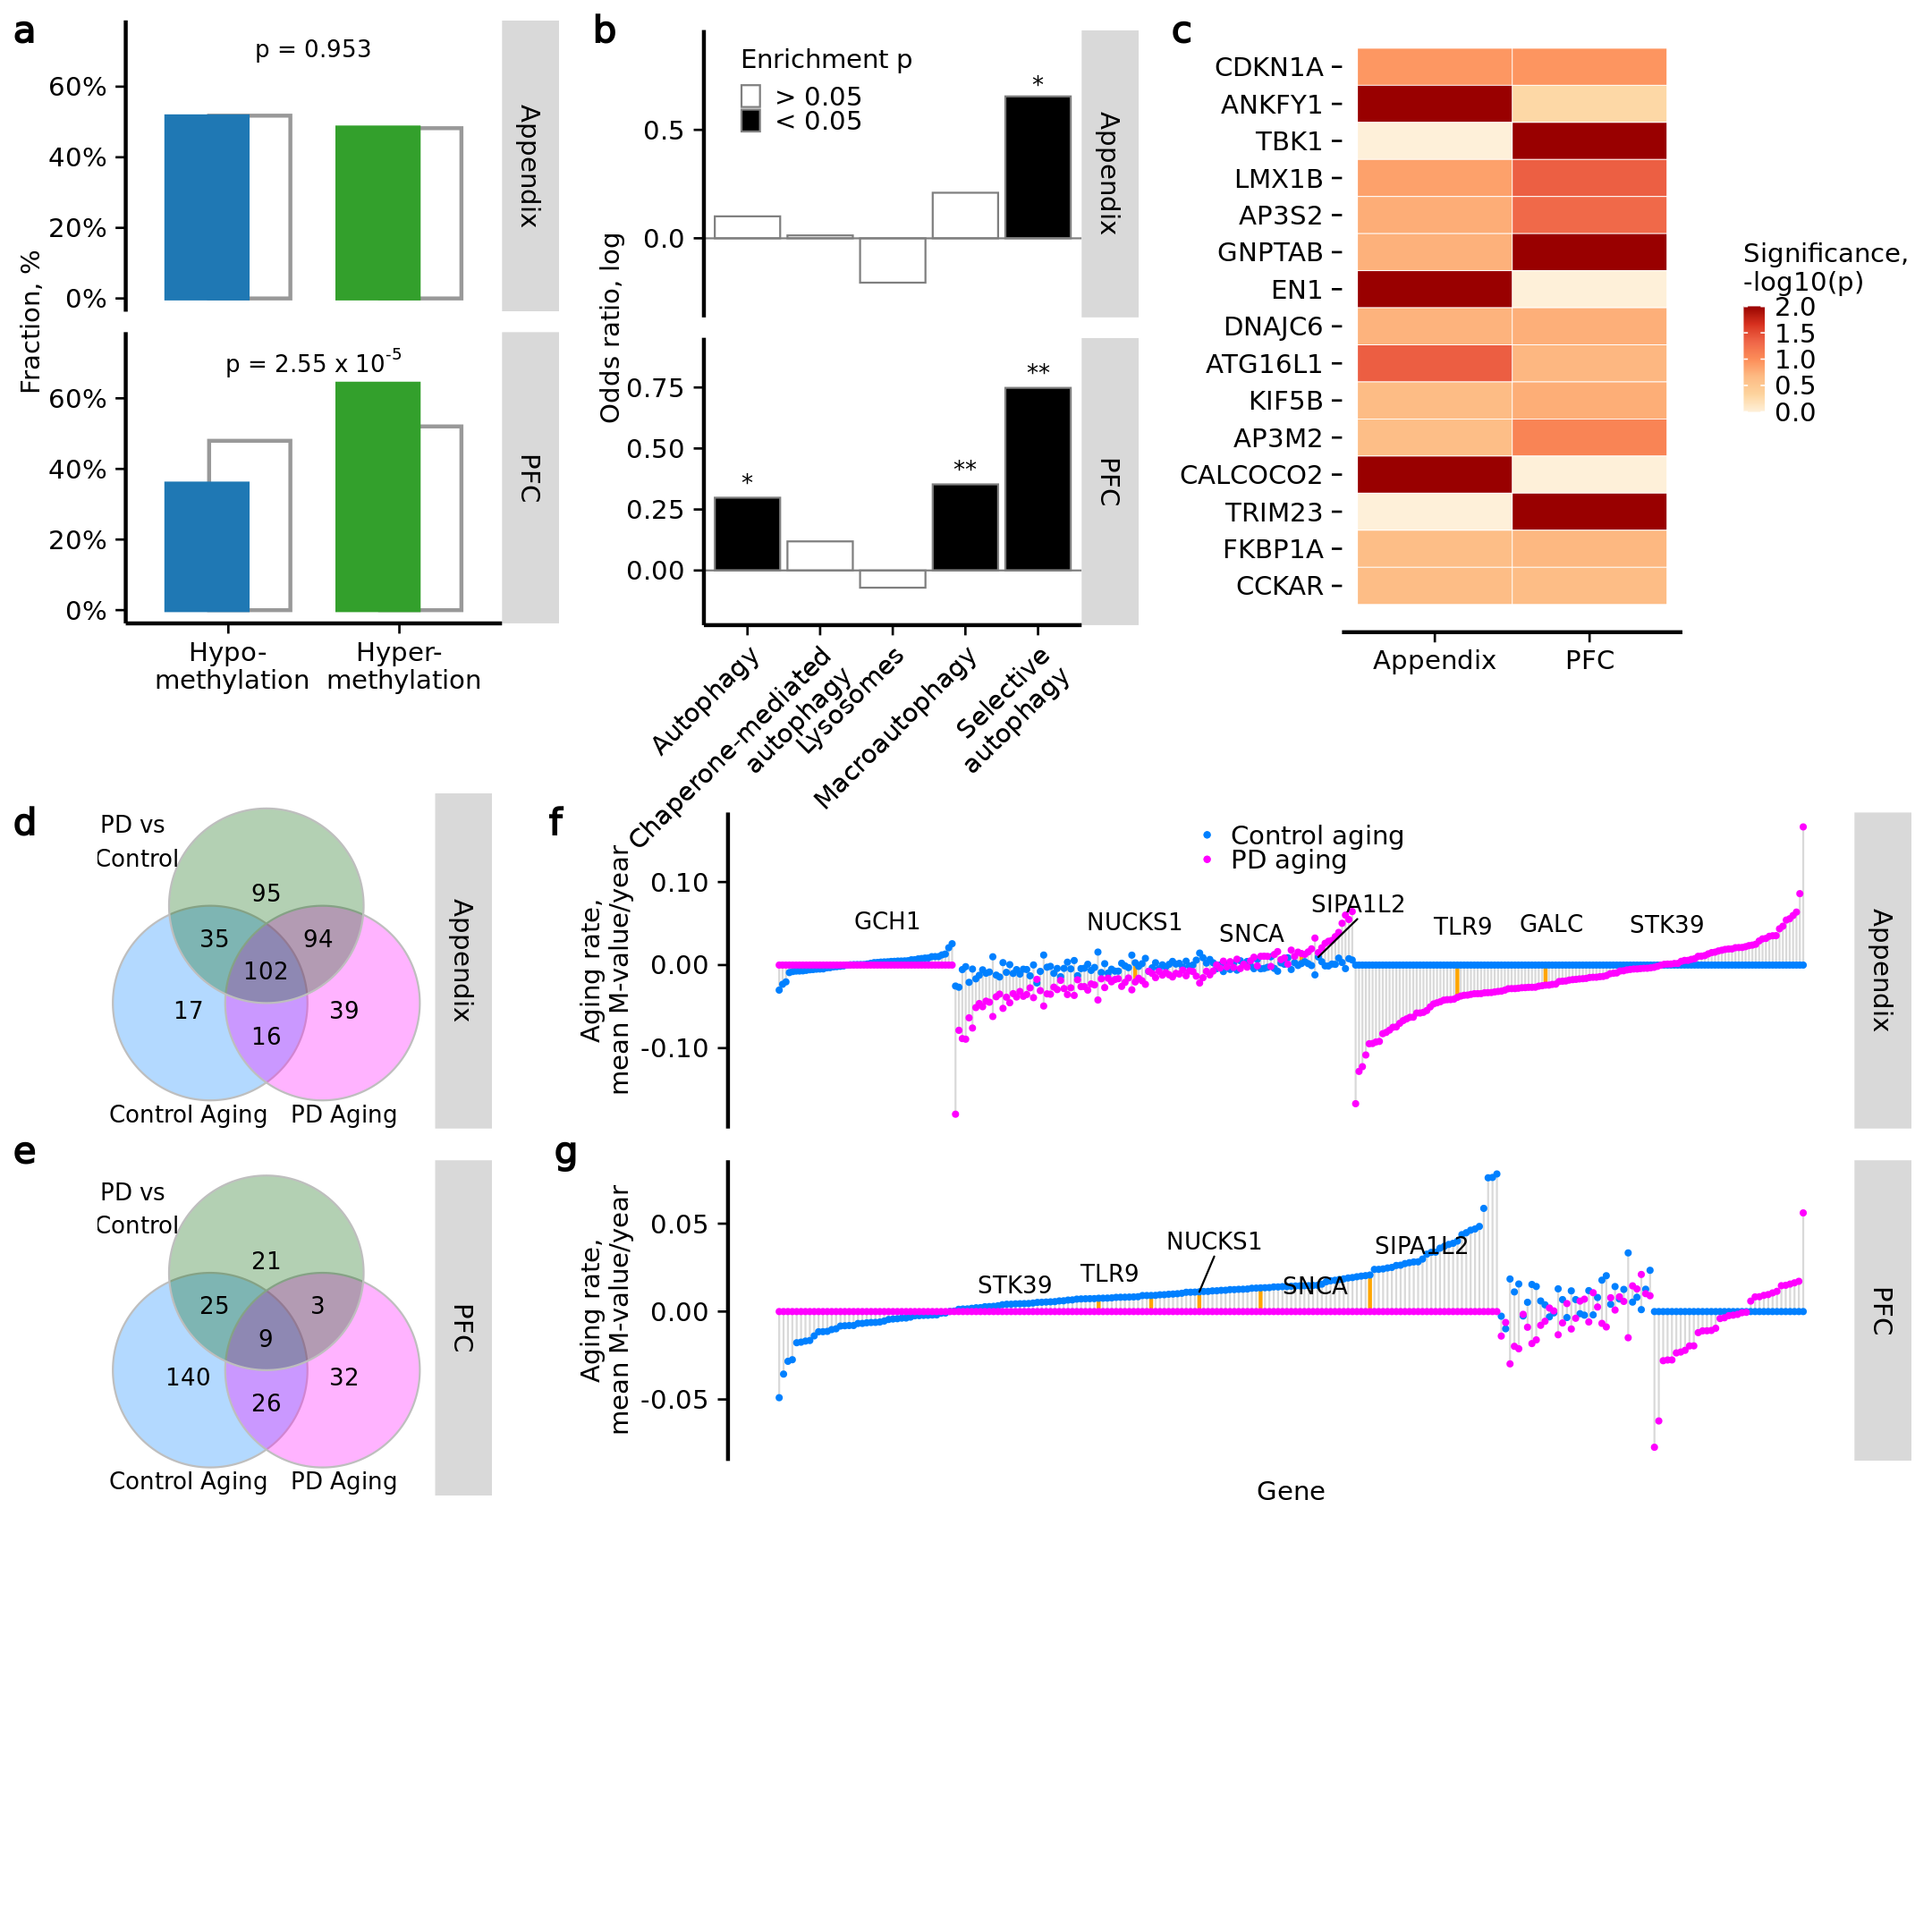 a
p = 0.953
60%
40%
20%
0%
Appendix
Fraction, %
p = 2.55 x 10-5
60%
40%
20%
0%
PFC
Hypo-
methylation
Hyper-
methylation
b
Enrichment p
> 0.05
< 0.05
*
0.5
0.0
Appendix
Odds ratio, log
0.75
0.50
0.25
0.00
*
**
**
PFC
Autophagy
Chaperone-mediated
autophagy
Lysosomes
Macroautophagy
Selective
autophagy
c
CDKN1A
ANKFY1
TBK1
LMX1B
AP3S2
GNPTAB
EN1
DNAJC6
ATG16L1
KIF5B
AP3M2
CALCOCO2
TRIM23
FKBP1A
CCKAR
Appendix
PFC
Significance,
-log10(p)
2.0
1.5
1.0
0.5
0.0
d
PD vs
Control
95
35
94
102
17
39
16
Control Aging
PD Aging
Appendix
e
PD vs
Control
21
25
3
9
140
32
26
Control Aging
PD Aging
PFC
f
Aging rate,
mean M-value/year
0.10
0.00
-0.10
Control aging
PD aging
GCH1
NUCKS1
SNCA
SIPA1L2
TLR9
GALC
STK39
Appendix
g
Aging rate,
mean M-value/year
0.05
0.00
-0.05
STK39
TLR9
NUCKS1
SNCA
SIPA1L2
PFC
Gene